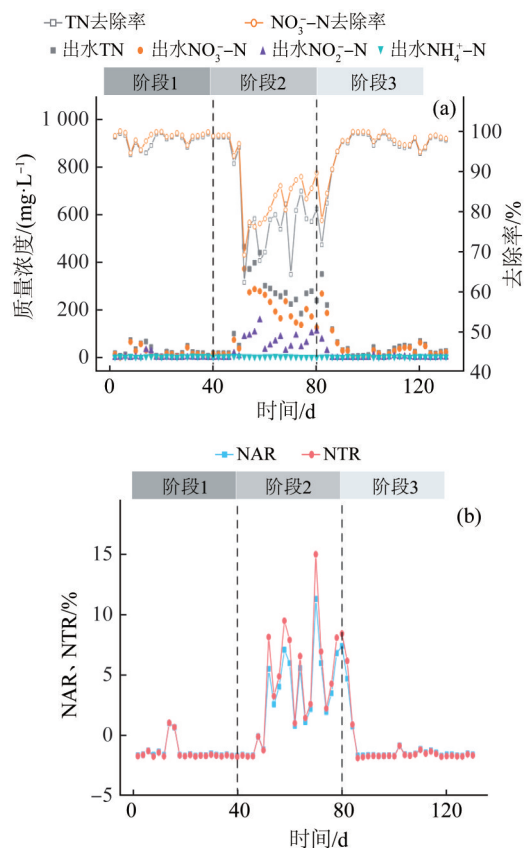 TN去除率 NO₃⁻–N去除率
出水TN 出水NO₃⁻–N 出水NO₂⁻–N 出水NH₄⁺–N
阶段1 阶段2 阶段3
(a)
1 000 100
800 90
600 80
400 70
200 60
0 50
40
质量浓度/(mg·L⁻¹)
去除率/%
0 40 80 120
时间/d
NAR NTR
阶段1 阶段2 阶段3
(b)
15
10
5
0
−5
NAR、NTR/%
0 40 80 120
时间/d